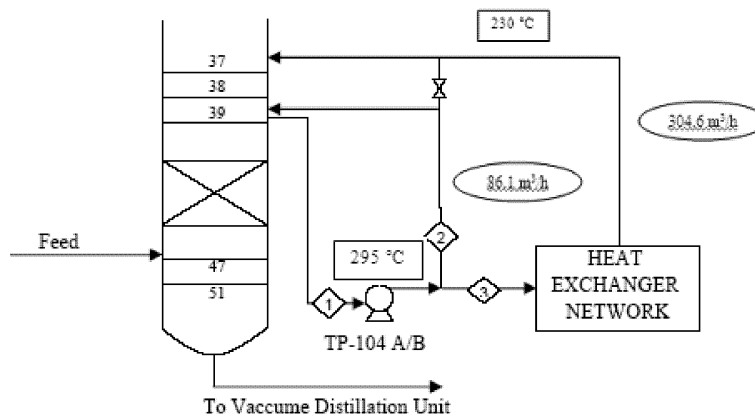 230 °C
37
38
39
304.6 m³/h
86.1 m³/h
Feed
2
295 °C
HEAT
EXCHANGER
NETWORK
47
51
1
3
TP-104 A/B
To Vaccume Distillation Unit